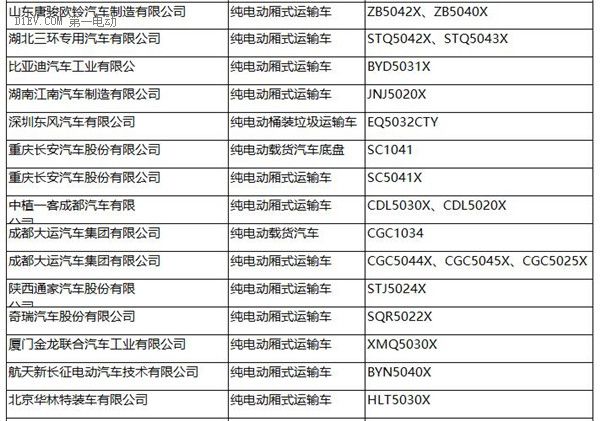 山东唐骏欧铃汽车制造有限公司 纯电动厢式运输车 ZB5042X、ZB5040X
D1EV.COM 第一电动
湖北三环专用汽车有限公司 纯电动厢式运输车 STQ5042X、STQ5043X
比亚迪汽车工业有限公 纯电动厢式运输车 BYD5031X
湖南江南汽车制造有限公司 纯电动厢式运输车 JNJ5020X
深圳东风汽车有限公司 纯电动桶装垃圾运输车 EQ5032CTY
重庆长安汽车股份有限公司 纯电动载货汽车底盘 SC1041
重庆长安汽车股份有限公司 纯电动厢式运输车 SC5041X
中植一客成都汽车有限 纯电动厢式运输车 CDL5030X、CDL5020X
公司
成都大运汽车集团有限公司 纯电动载货汽车 CGC1034
成都大运汽车集团有限公司 纯电动厢式运输车 CGC5044X、CGC5045X、CGC5025X
陕西通家汽车股份有限 纯电动厢式运输车 STJ5024X
公司
奇瑞汽车股份有限公司 纯电动厢式运输车 SQR5022X
厦门金龙联合汽车工业有限公司 纯电动厢式运输车 XMQ5030X
航天新长征电动汽车技术有限公司 纯电动厢式运输车 BYN5040X
北京华林特装车有限公司 纯电动厢式运输车 HLT5030X